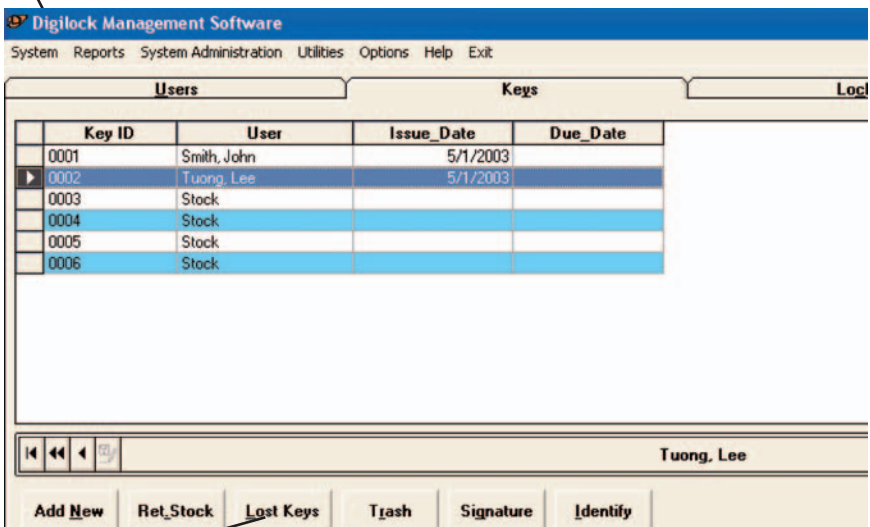 Digilock Management Software
System Reports System Administration Utilities Options Help Exit
Users Keys
Key ID User Issue_Date Due_Date
0001 Smith, John 5/1/2003
0002 Tuong, Lee 5/1/2003
0003 Stock
0004 Stock
0005 Stock
0006 Stock
Tuong, Lee
Add New Ret_Stock Lost Keys Trash Signature Identify